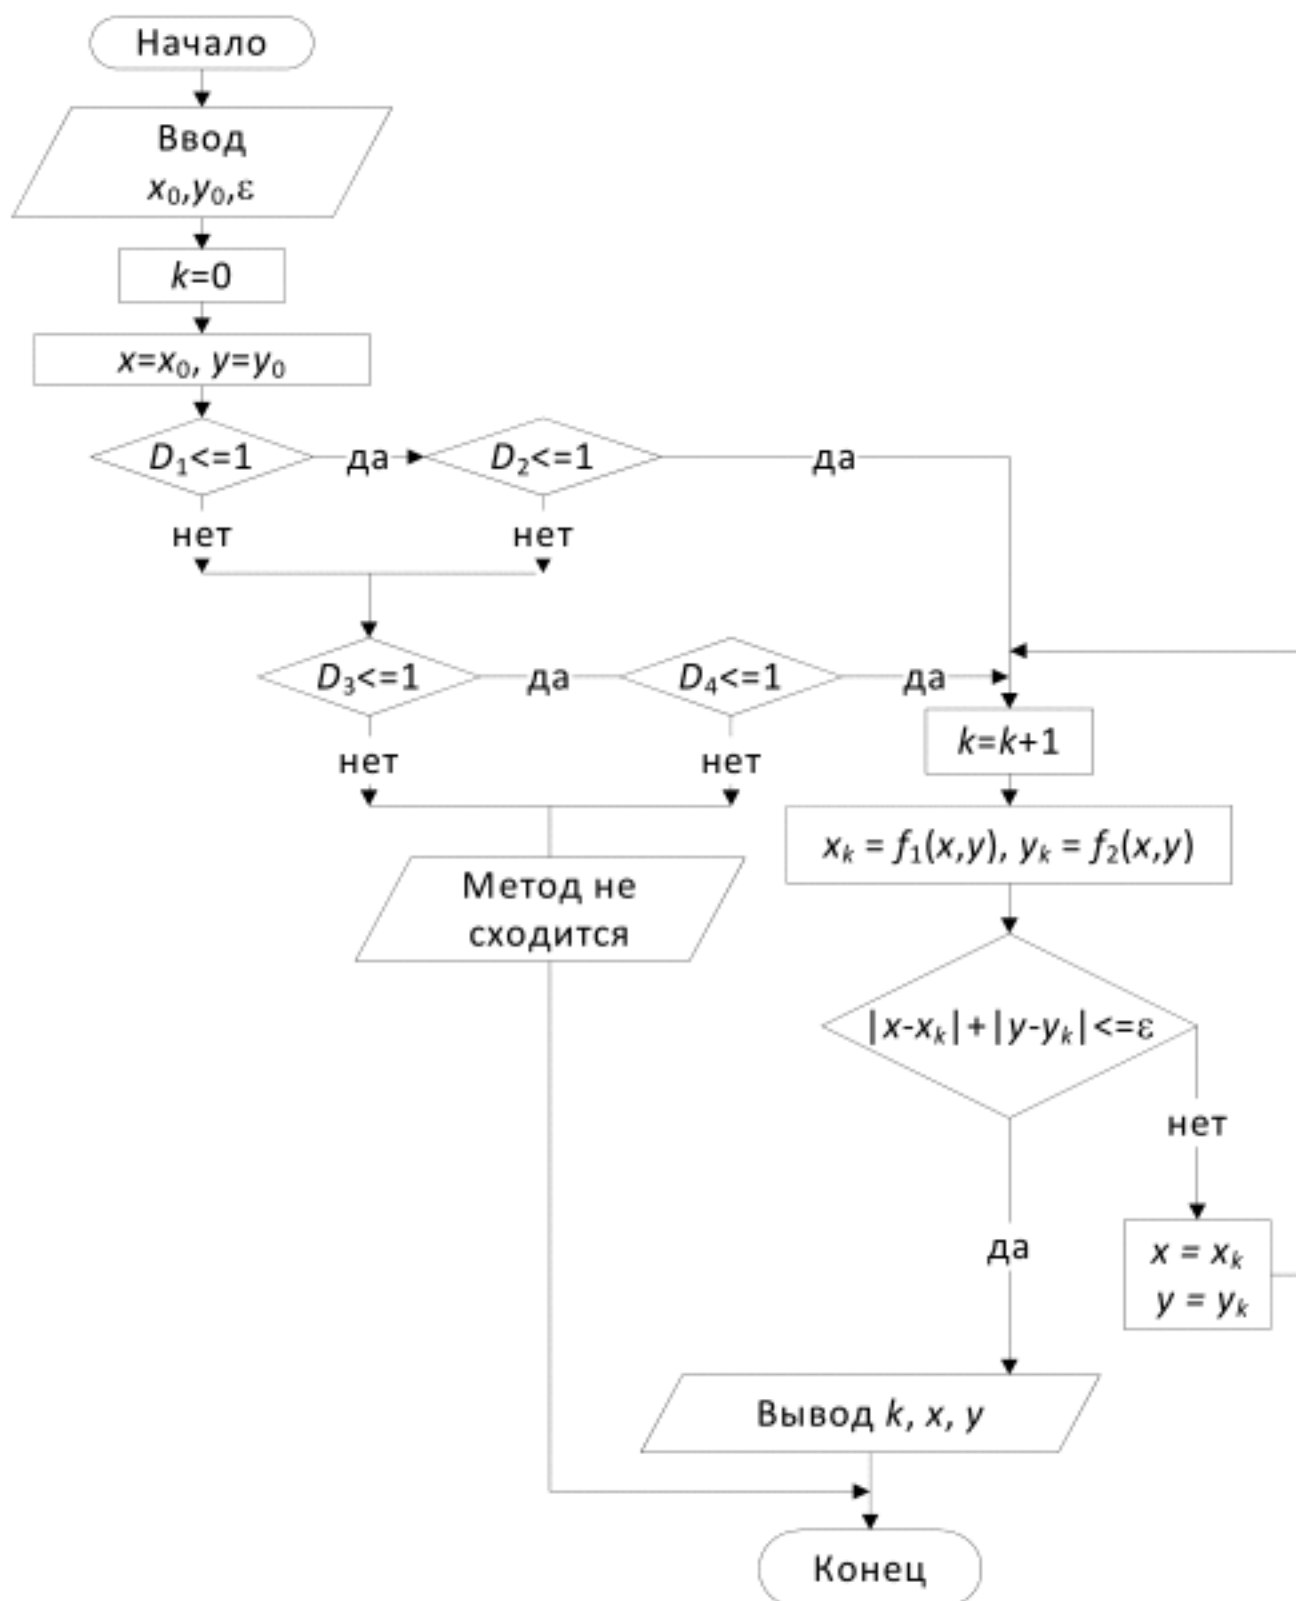 Начало
Ввод
x₀,y₀,ε
k=0
x=x₀, y=y₀
D₁<=1
да
D₂<=1
да
нет
нет
D₃<=1
да
D₄<=1
да
нет
нет
k=k+1
xₖ = f₁(x,y), yₖ = f₂(x,y)
Метод не
сходится
|x-xₖ|+|y-yₖ|<=ε
нет
да
x = xₖ
y = yₖ
Вывод k, x, y
Конец